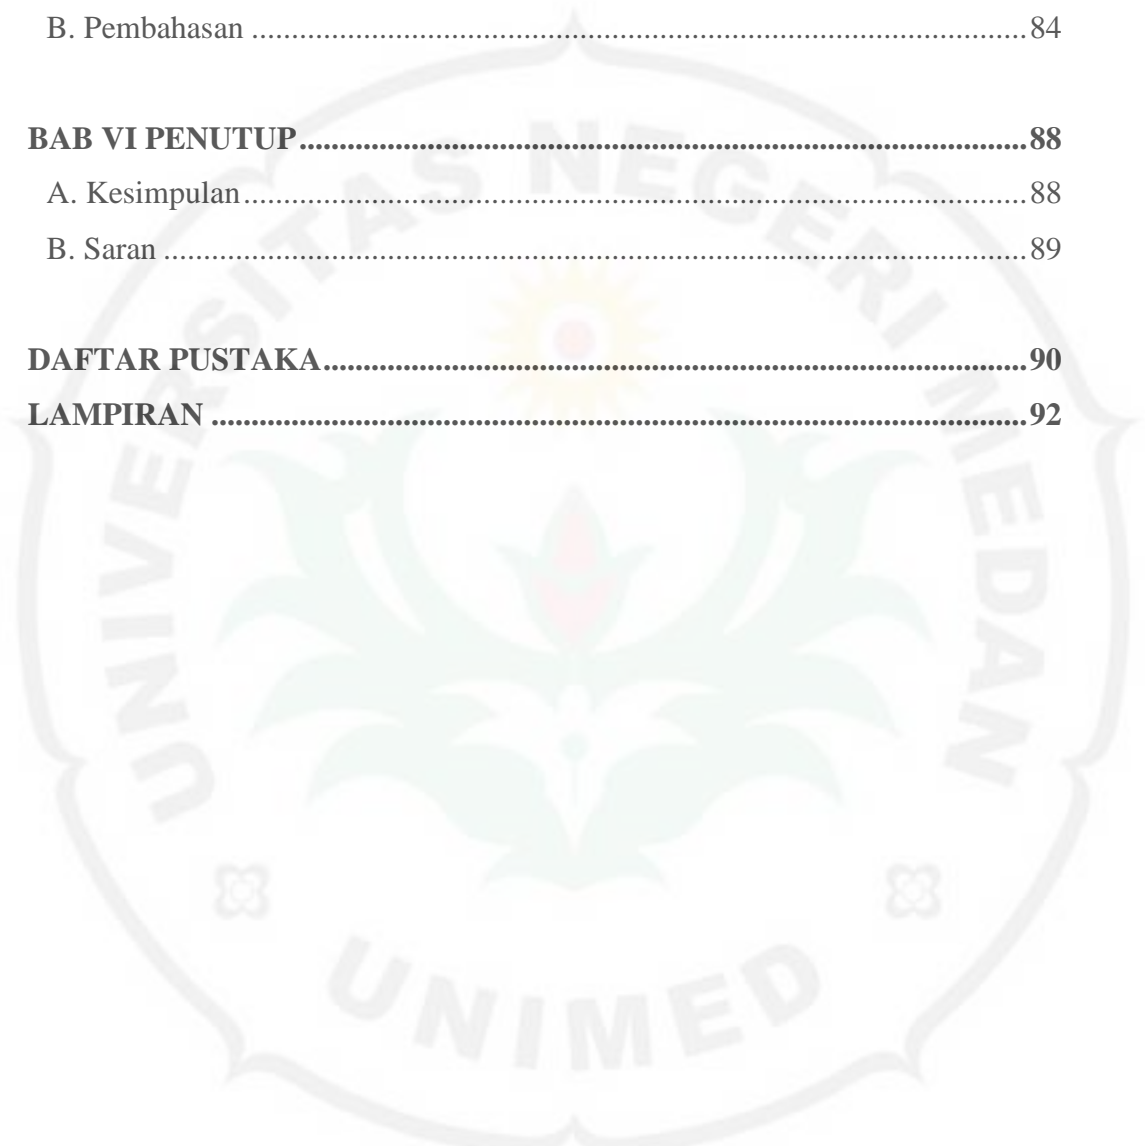 B. Pembahasan ................................................................................................ 84
BAB VI PENUTUP ........................................................................................... 88
A. Kesimpulan ................................................................................................. 88
B. Saran ........................................................................................................... 89
DAFTAR PUSTAKA ........................................................................................ 90
LAMPIRAN ...................................................................................................... 92
UNIVERSITAS NEGERI MEDAN
UNIMED